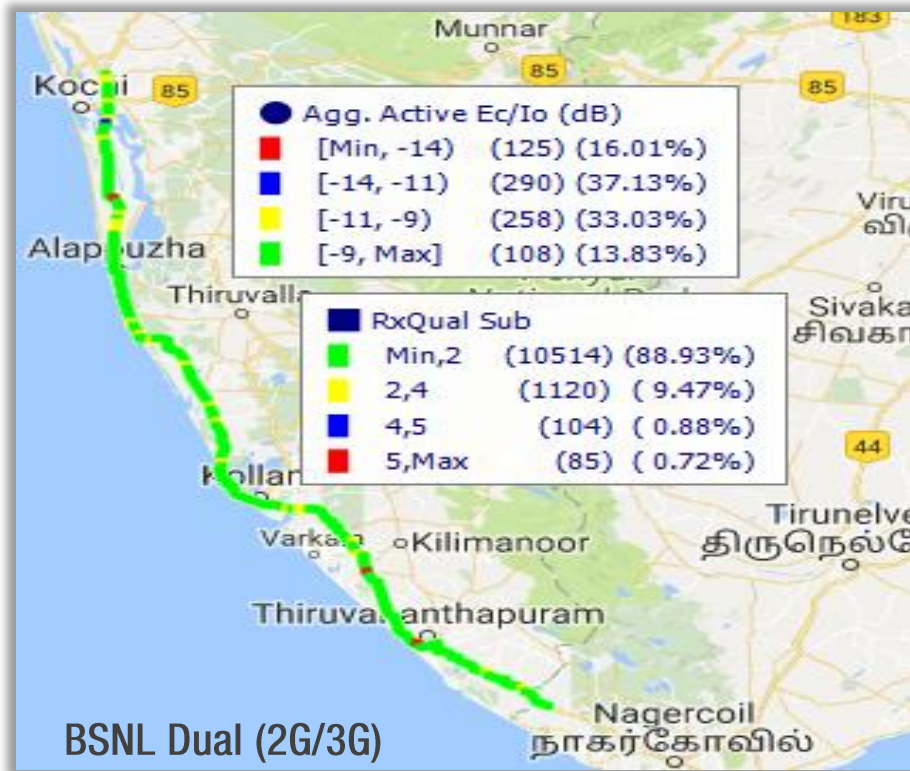 Munnar
183
Kochi
85
85
85
Agg. Active Ec/Io (dB)
[Min, -14) (125) (16.01%)
[-14, -11) (290) (37.13%)
[-11, -9) (258) (33.03%)
[-9, Max] (108) (13.83%)
Viru
Alappuzha
Thiruvalla
Sivaka
சிவகா
RxQual Sub
Min,2 (10514) (88.93%)
2,4 (1120) ( 9.47%)
4,5 (104) ( 0.88%)
5,Max (85) ( 0.72%)
44
Kollam
Tirunelve
Varkala
Kilimanoor
திருநெல்வே
Thiruvananthapuram
Nagercoil
நாகர்கோவில்
BSNL Dual (2G/3G)